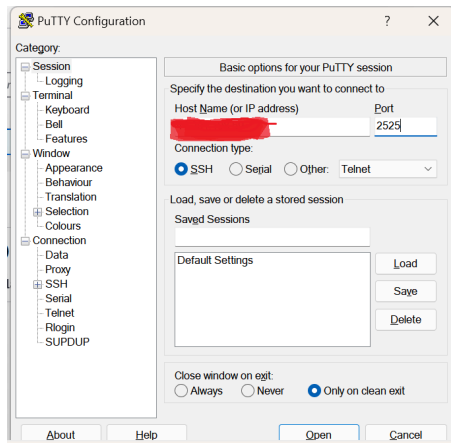 PuTTY Configuration ? ×
Category:
Session
Logging
Terminal
Keyboard
Bell
Features
Window
Appearance
Behaviour
Translation
Selection
Colours
Connection
Data
Proxy
SSH
Serial
Telnet
Rlogin
SUPDUP
Basic options for your PuTTY session
Specify the destination you want to connect to
Host Name (or IP address) Port
2525
Connection type:
SSH Serial Other: Telnet
Load, save or delete a stored session
Saved Sessions
Default Settings
Load
Save
Delete
Close window on exit:
Always Never Only on clean exit
About Help Open Cancel